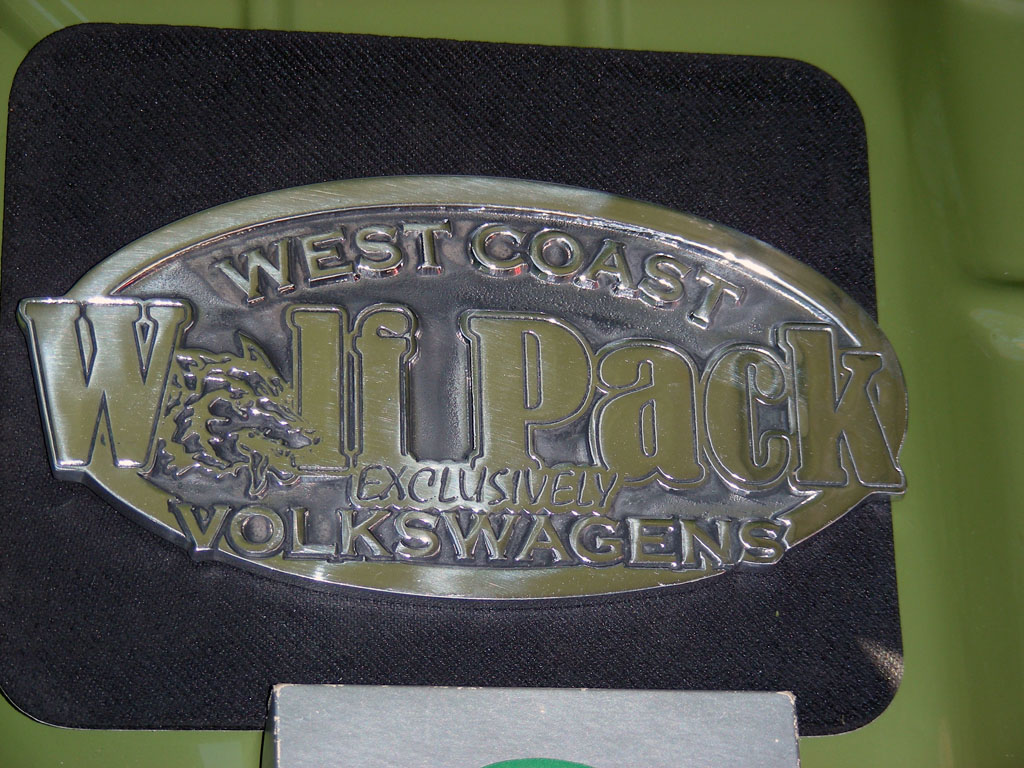 WEST COAST
Wolf Pack
EXCLUSIVELY
VOLKSWAGENS